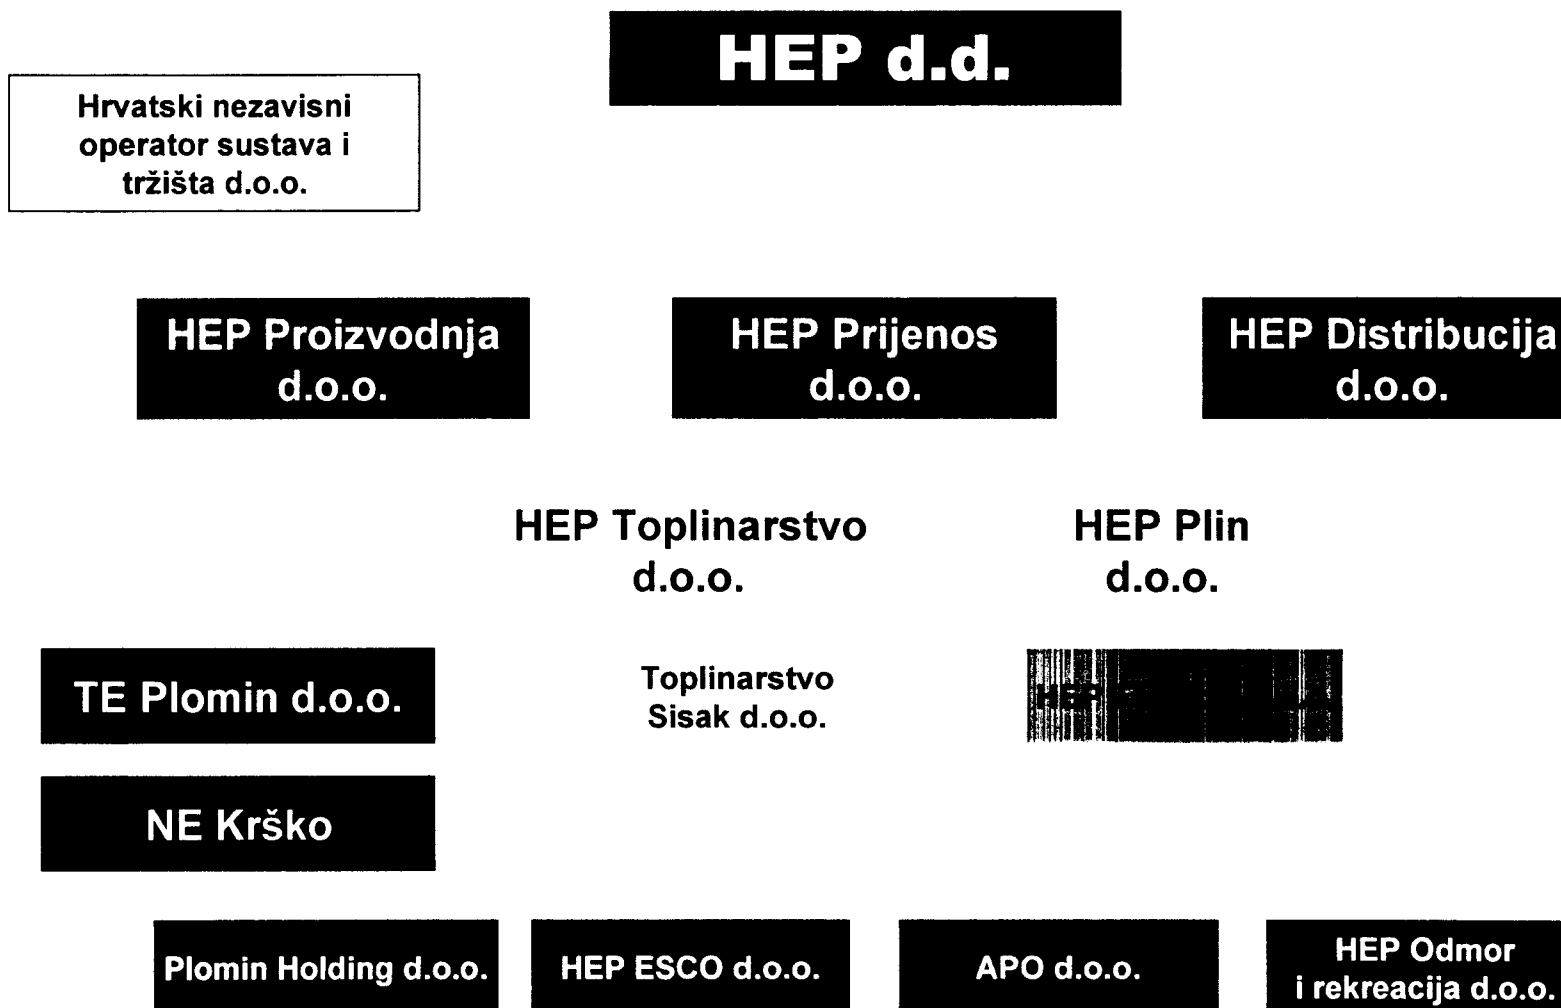 HEP d.d.
Hrvatski nezavisni
operator sustava i
tržišta d.o.o.
HEP Proizvodnja
d.o.o.
HEP Prijenos
d.o.o.
HEP Distribucija
d.o.o.
HEP Toplinarstvo
d.o.o.
HEP Plin
d.o.o.
TE Plomin d.o.o.
Toplinarstvo
Sisak d.o.o.
HEP
NE Krško
Plomin Holding d.o.o.
HEP ESCO d.o.o.
APO d.o.o.
HEP Odmor
i rekreacija d.o.o.